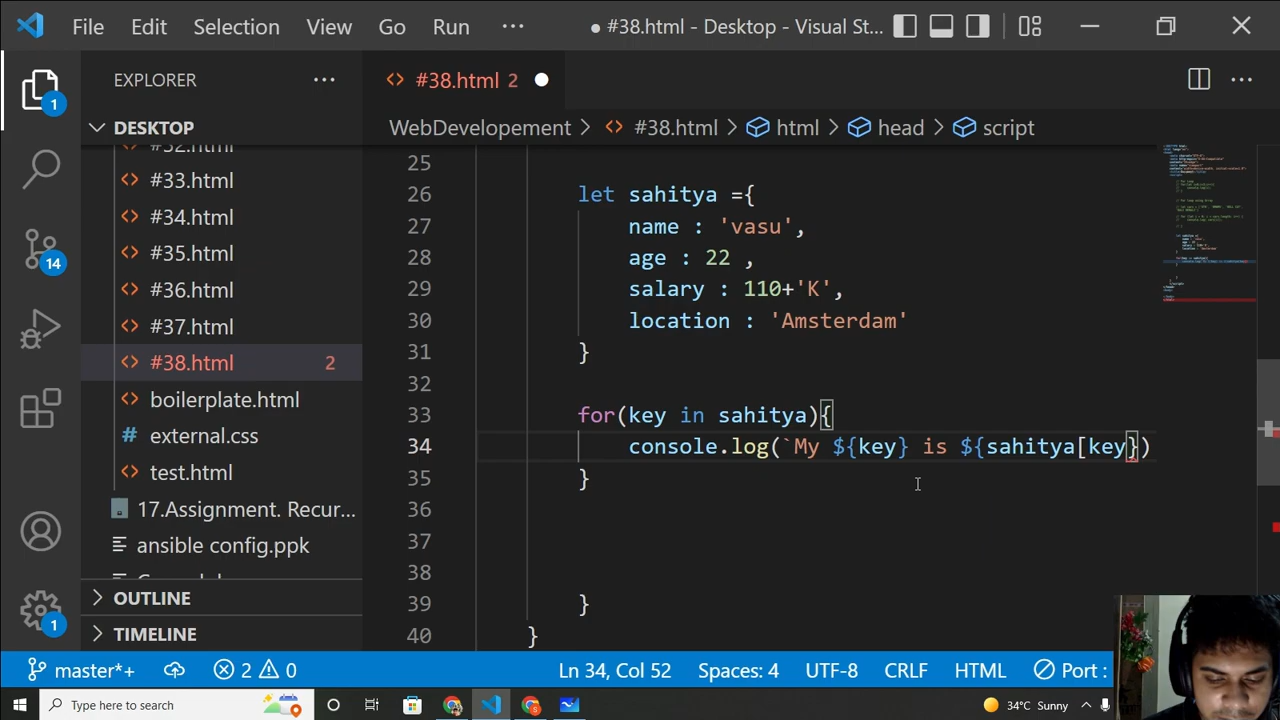 File Edit Selection View Go Run ··· ● #38.html - Desktop - Visual St...
EXPLORER ···
#38.html 2 ●
DESKTOP
WebDevelopement > #38.html > html > head > script
#33.html
#34.html
#35.html
#36.html
#37.html
#38.html 2
boilerplate.html
external.css
test.html
17.Assignment. Recur...
ansible config.ppk
OUTLINE
TIMELINE
1
14
1
25
26 let sahitya ={
27 name : 'vasu',
28 age : 22 ,
29 salary : 110+'K',
30 location : 'Amsterdam'
31 }
32
33 for(key in sahitya){
34 console.log(`My ${key} is ${sahitya[key})
35 }
36
37
38
39 }
40 }
master*+ 2 0 Ln 34, Col 52 Spaces: 4 UTF-8 CRLF HTML Port :
Type here to search 34°C Sunny